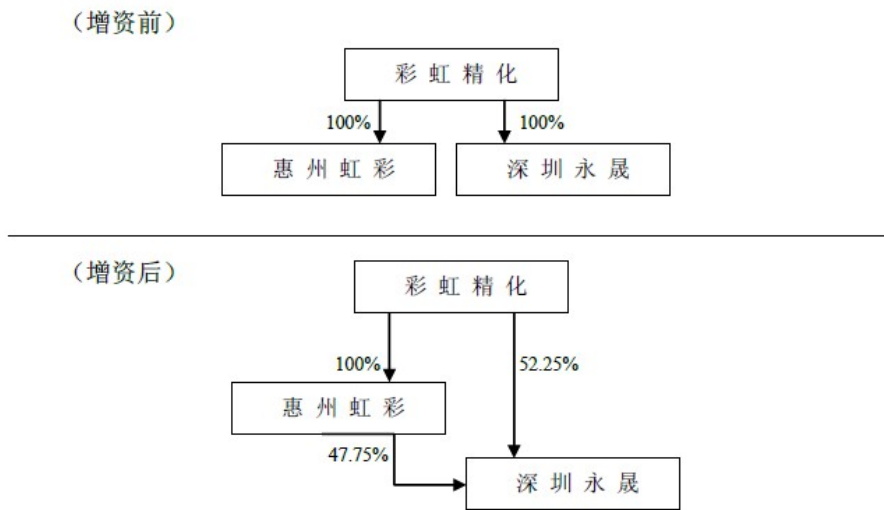 （增资前）
彩虹精化
100%
100%
惠州虹彩
深圳永晟
（增资后）
彩虹精化
100%
52.25%
惠州虹彩
47.75%
深圳永晟